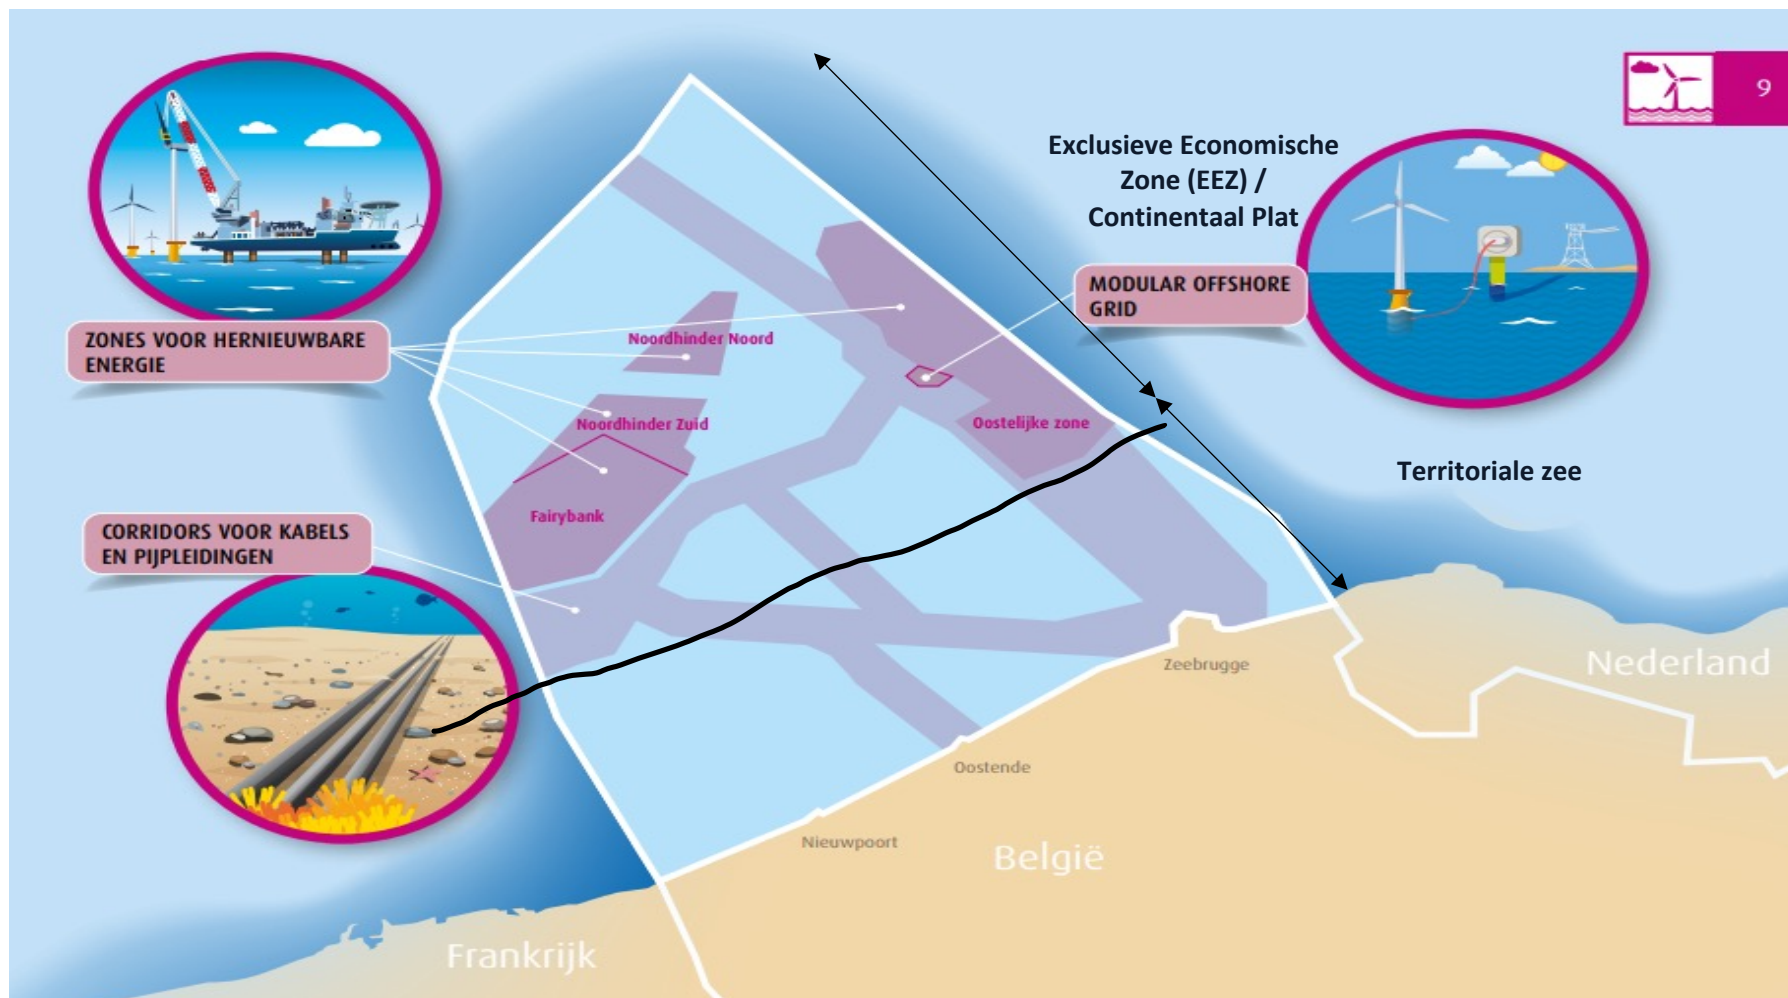 9
Exclusieve Economische
Zone (EEZ) /
Continentaal Plat
MODULAR OFFSHORE
GRID
ZONES VOOR HERNIEUWBARE
ENERGIE
Noordhinder Noord
Noordhinder Zuid
Oostelijke zone
Territoriale zee
Fairybank
CORRIDORS VOOR KABELS
EN PIJPLEIDINGEN
Zeebrugge
Nederland
Oostende
Nieuwpoort
België
Frankrijk